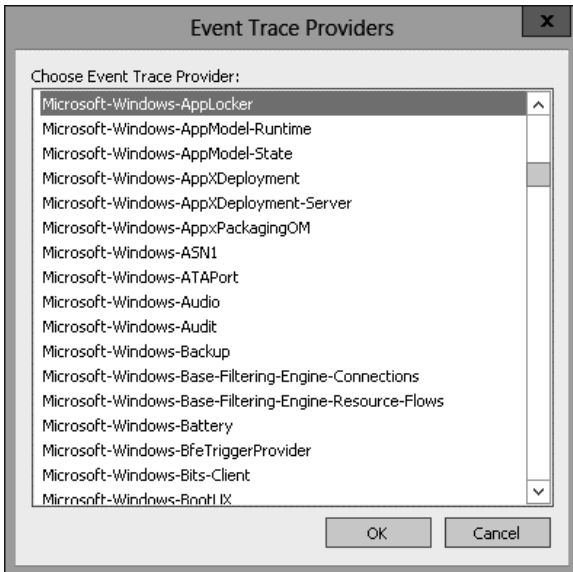 Event Trace Providers
x
Choose Event Trace Provider:
Microsoft-Windows-AppLocker
Microsoft-Windows-AppModel-Runtime
Microsoft-Windows-AppModel-State
Microsoft-Windows-AppXDeployment
Microsoft-Windows-AppXDeployment-Server
Microsoft-Windows-AppxPackagingOM
Microsoft-Windows-ASN1
Microsoft-Windows-ATAPort
Microsoft-Windows-Audio
Microsoft-Windows-Audit
Microsoft-Windows-Backup
Microsoft-Windows-Base-Filtering-Engine-Connections
Microsoft-Windows-Base-Filtering-Engine-Resource-Flows
Microsoft-Windows-Battery
Microsoft-Windows-BfeTriggerProvider
Microsoft-Windows-Bits-Client
Microsoft-Windows-BootUX
OK Cancel